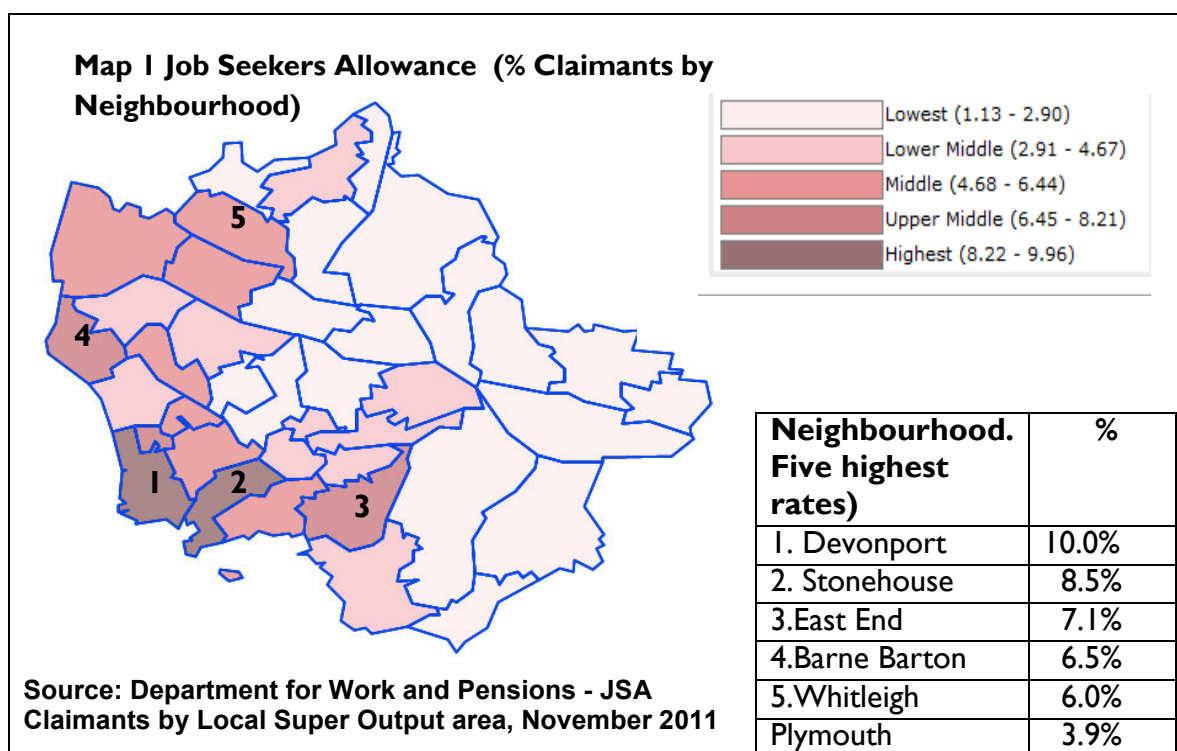 Map 1 Job Seekers Allowance (% Claimants by
Neighbourhood)
Lowest (1.13 - 2.90)
Lower Middle (2.91 - 4.67)
Middle (4.68 - 6.44)
Upper Middle (6.45 - 8.21)
Highest (8.22 - 9.96)
5
4
1
2
3
Neighbourhood. %
Five highest
rates)
1. Devonport 10.0%
2. Stonehouse 8.5%
3.East End 7.1%
4.Barne Barton 6.5%
5.Whitleigh 6.0%
Plymouth 3.9%
Source: Department for Work and Pensions - JSA
Claimants by Local Super Output area, November 2011